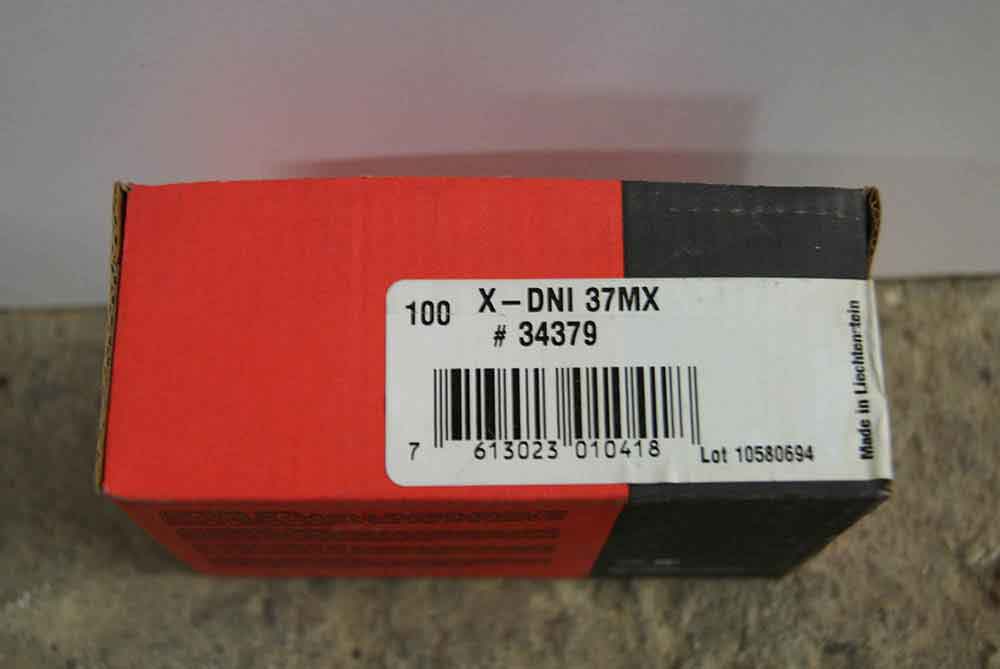 100 X-DNI 37MX
# 34379
7 613023 010418
Lot 10580694
Made in Liechtenstein